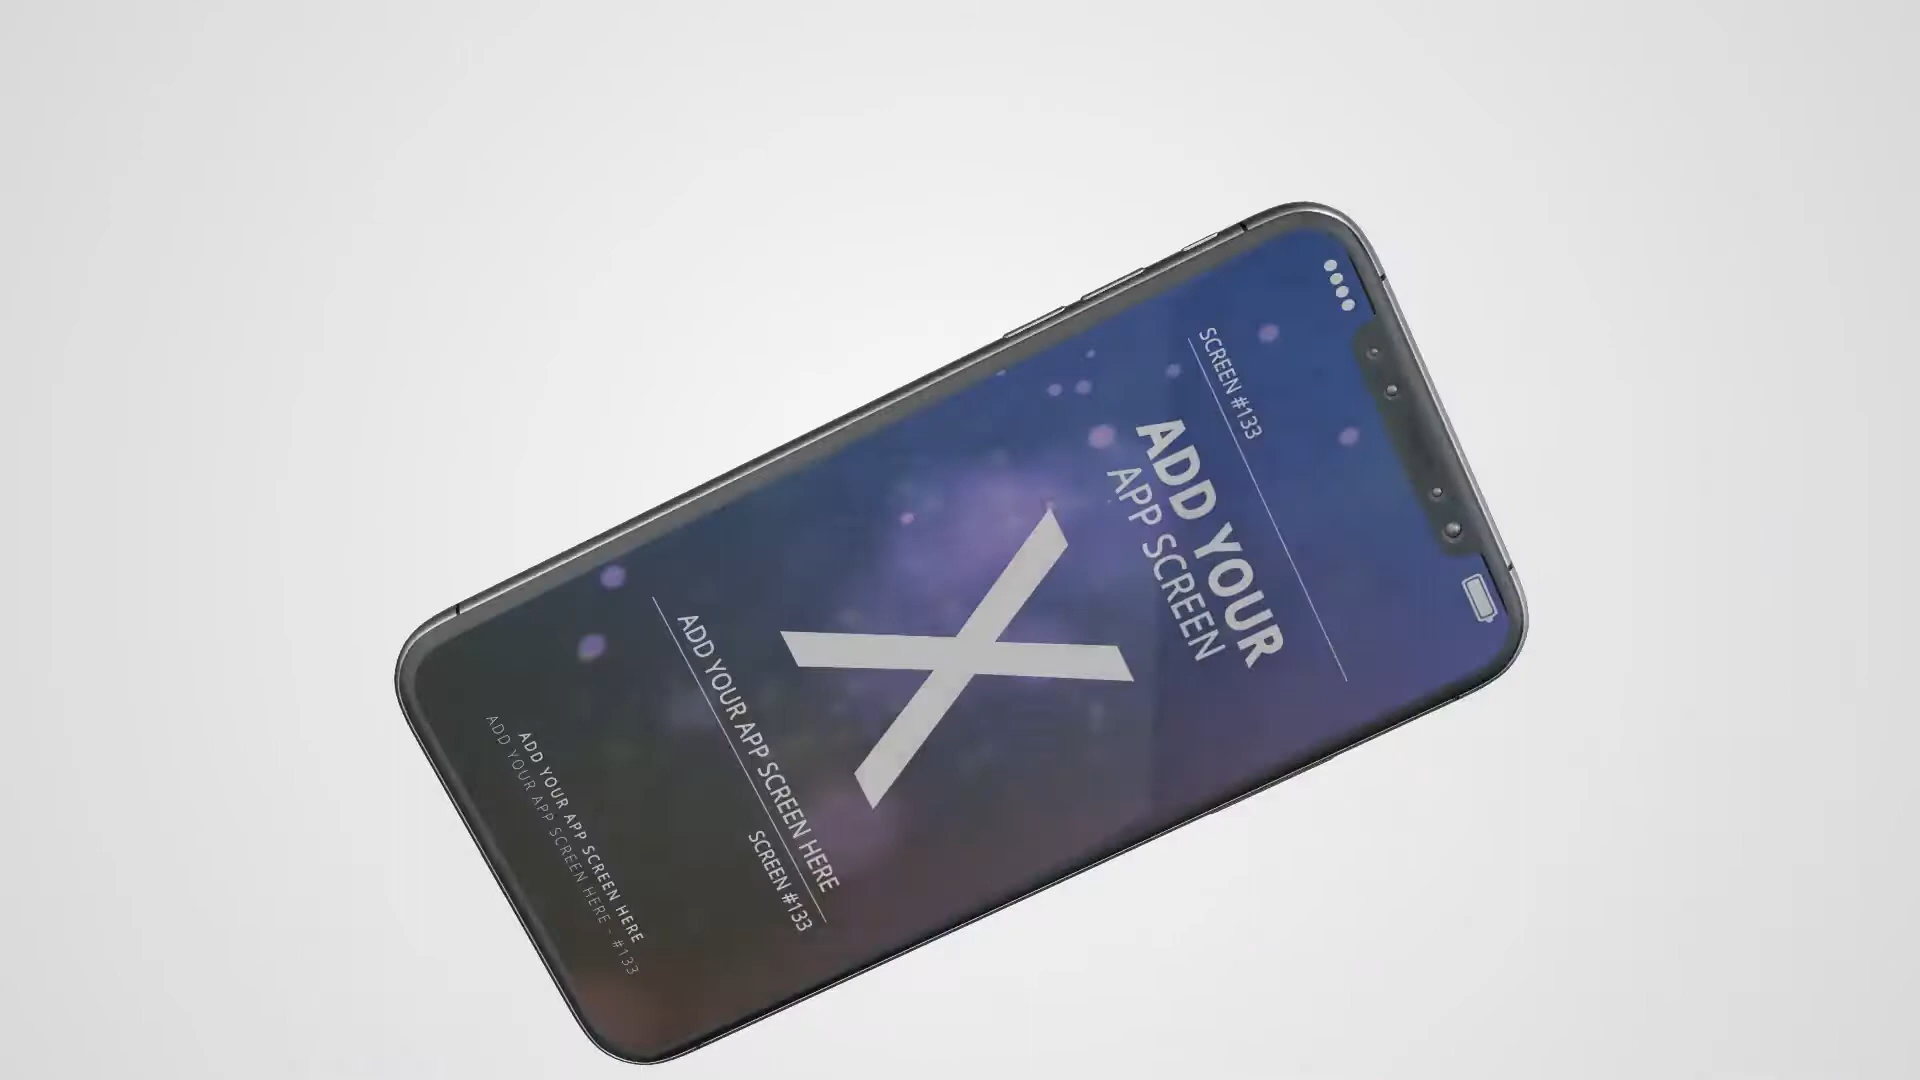 SCREEN #133
ADD YOUR
APP SCREEN
X
ADD YOUR APP SCREEN HERE
SCREEN #133
ADD YOUR APP SCREEN HERE
ADD YOUR APP SCREEN HERE - #133